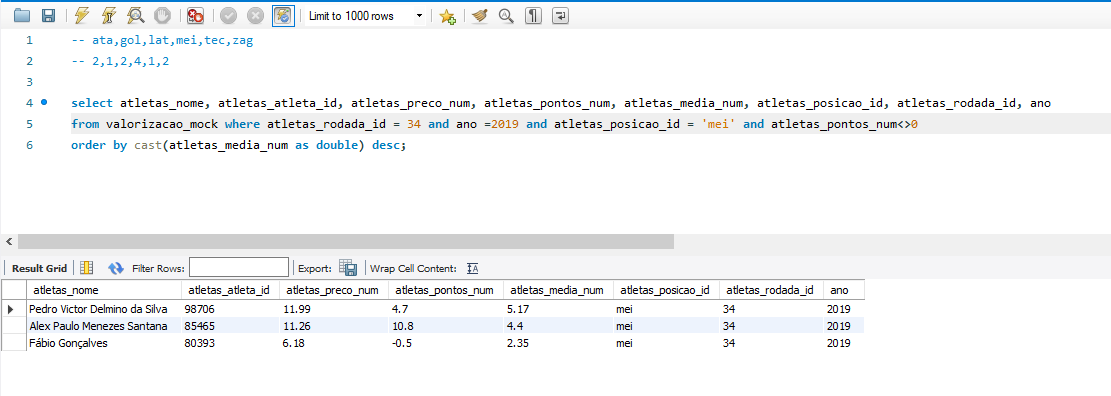 Limit to 1000 rows
1 -- ata,gol,lat,mei,tec,zag
2 -- 2,1,2,4,1,2
3
4 select atletas_nome, atletas_atleta_id, atletas_preco_num, atletas_pontos_num, atletas_media_num, atletas_posicao_id, atletas_rodada_id, ano
5 from valorizacao_mock where atletas_rodada_id = 34 and ano =2019 and atletas_posicao_id = 'mei' and atletas_pontos_num<>0
6 order by cast(atletas_media_num as double) desc;
Result Grid Filter Rows: Export: Wrap Cell Content:
atletas_nome atletas_atleta_id atletas_preco_num atletas_pontos_num atletas_media_num atletas_posicao_id atletas_rodada_id ano
Pedro Victor Delmino da Silva 98706 11.99 4.7 5.17 mei 34 2019
Alex Paulo Menezes Santana 85465 11.26 10.8 4.4 mei 34 2019
Fábio Gonçalves 80393 6.18 -0.5 2.35 mei 34 2019